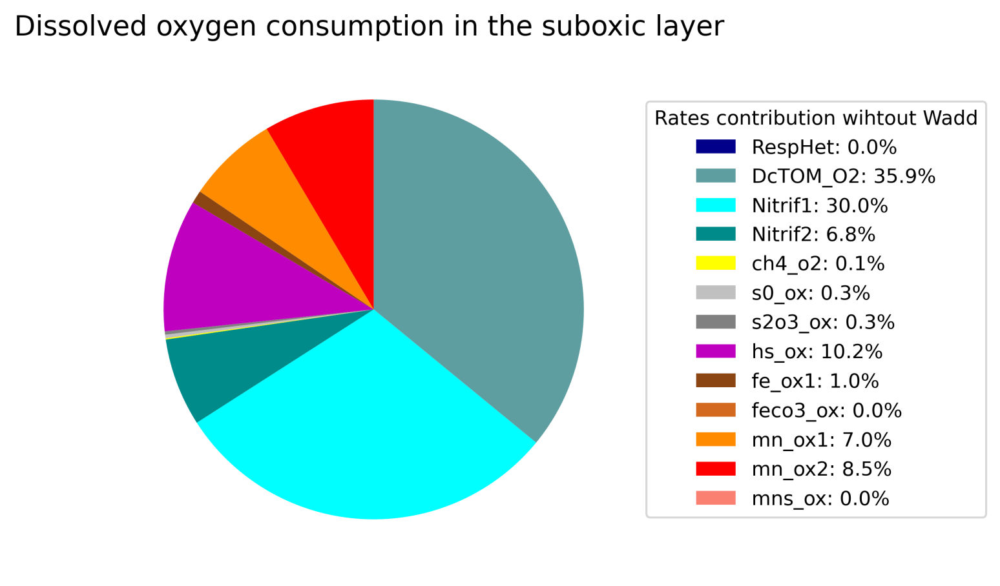 Dissolved oxygen consumption in the suboxic layer
Rates contribution wihtout Wadd
RespHet: 0.0%
DcTOM_O2: 35.9%
Nitrif1: 30.0%
Nitrif2: 6.8%
ch4_o2: 0.1%
s0_ox: 0.3%
s2o3_ox: 0.3%
hs_ox: 10.2%
fe_ox1: 1.0%
feco3_ox: 0.0%
mn_ox1: 7.0%
mn_ox2: 8.5%
mns_ox: 0.0%